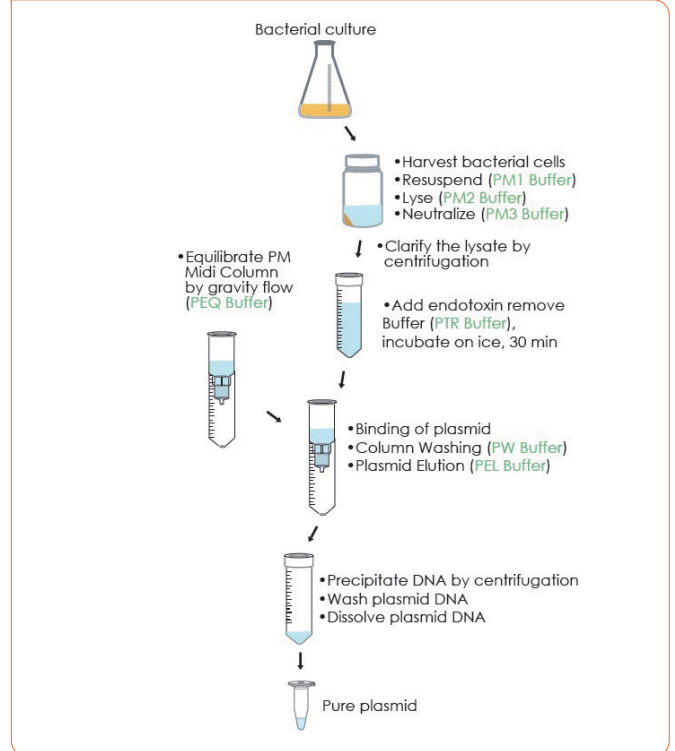 Bacterial culture
•Harvest bacterial cells
•Resuspend (PM1 Buffer)
•Lyse (PM2 Buffer)
•Neutralize (PM3 Buffer)
•Clarify the lysate by
centrifugation
•Equilibrate PM
Midi Column
by gravity flow
(PEQ Buffer)
•Add endotoxin remove
Buffer (PTR Buffer),
incubate on ice, 30 min
•Binding of plasmid
•Column Washing (PW Buffer)
•Plasmid Elution (PEL Buffer)
•Precipitate DNA by centrifugation
•Wash plasmid DNA
•Dissolve plasmid DNA
Pure plasmid